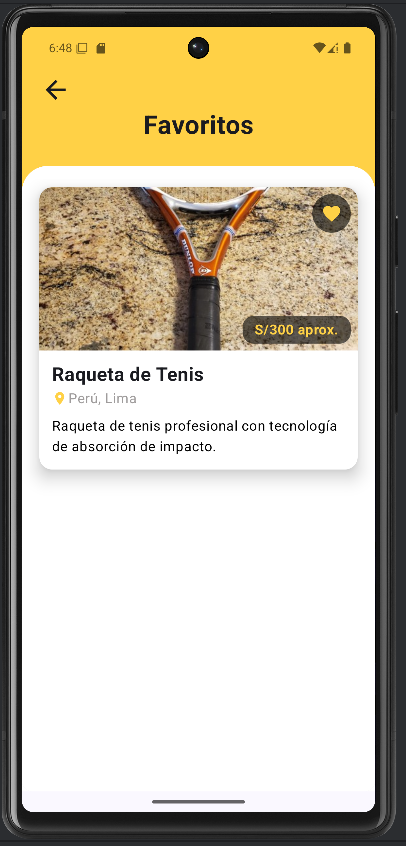 6:48
Favoritos
DUNLOP
S/300 aprox.
Raqueta de Tenis
Perú, Lima
Raqueta de tenis profesional con tecnología
de absorción de impacto.